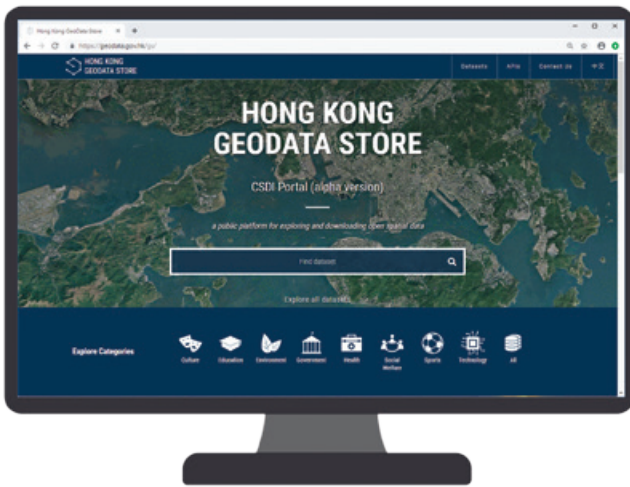 Hong Kong GeoData Store
https://geodata.gov.hk/gs/
HONG KONG
GEODATA STORE
Datasets
APIs
Contact Us
中文
HONG KONG
GEODATA STORE
CSDI Portal (alpha version)
a public platform for exploring and downloading open spatial data
Find dataset
Explore all datasets
Explore Categories
Culture
Education
Environment
Government
Health
Social
Welfare
Sports
Technology
All